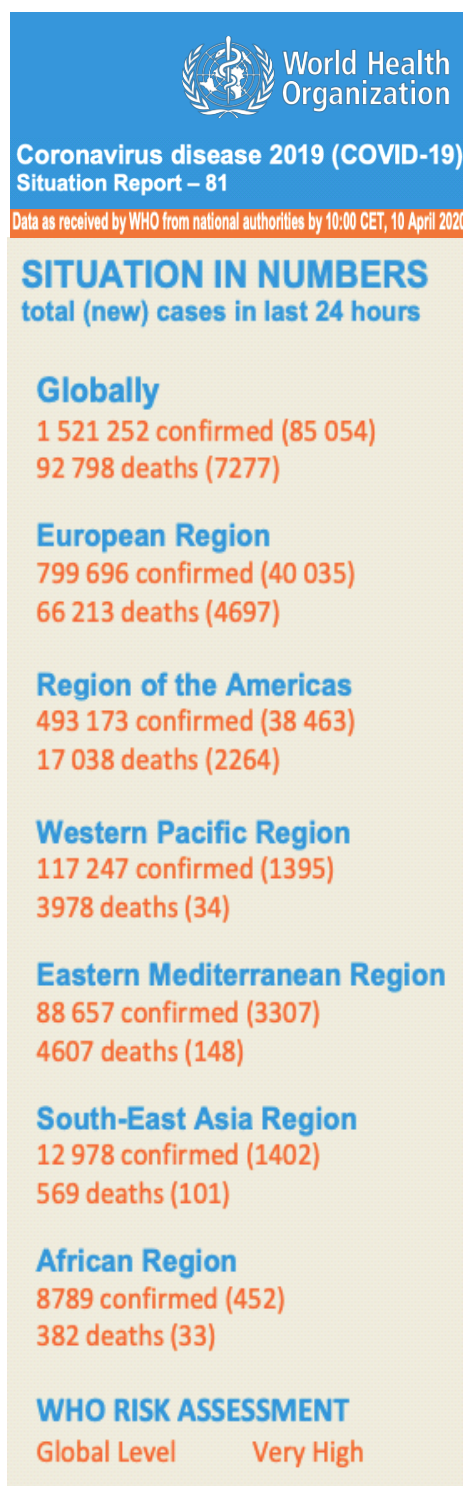 World Health
Organization
Coronavirus disease 2019 (COVID-19)
Situation Report – 81
Data as received by WHO from national authorities by 10:00 CET, 10 April 2020
SITUATION IN NUMBERS
total (new) cases in last 24 hours
Globally
1 521 252 confirmed (85 054)
92 798 deaths (7277)
European Region
799 696 confirmed (40 035)
66 213 deaths (4697)
Region of the Americas
493 173 confirmed (38 463)
17 038 deaths (2264)
Western Pacific Region
117 247 confirmed (1395)
3978 deaths (34)
Eastern Mediterranean Region
88 657 confirmed (3307)
4607 deaths (148)
South-East Asia Region
12 978 confirmed (1402)
569 deaths (101)
African Region
8789 confirmed (452)
382 deaths (33)
WHO RISK ASSESSMENT
Global Level Very High